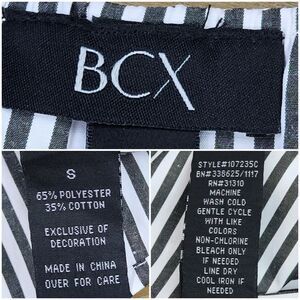 BCX
S
65% POLYESTER
35% COTTON
EXCLUSIVE OF
DECORATION
MADE IN CHINA
OVER FOR CARE
STYLE#107235C
BN#338625/1117
RN#31310
MACHINE
WASH COLD
GENTLE CYCLE
WITH LIKE
COLORS
NON-CHLORINE
BLEACH ONLY
IF NEEDED
LINE DRY
COOL IRON IF
NEEDED